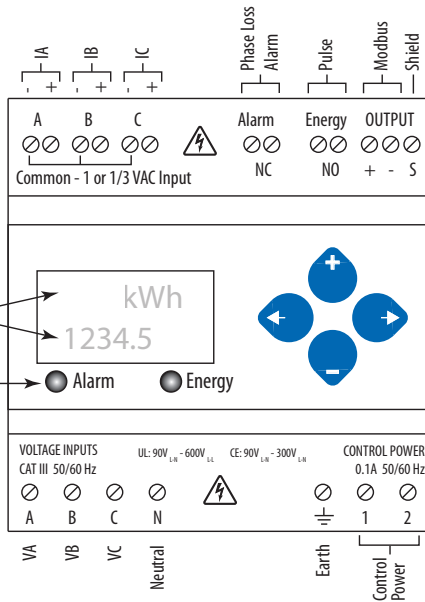 IA IB IC Phase Loss Alarm Pulse Modbus Shield
- + - + - +
A B C Alarm Energy OUTPUT
Common - 1 or 1/3 VAC Input NC NO + - S
kWh
1234.5
Alarm Energy
VOLTAGE INPUTS UL: 90V L-N - 600V L-L CE: 90V L-N - 300V L-N CONTROL POWER
CAT III 50/60 Hz 0.1A 50/60 Hz
A B C N 1 2
VA VB VC Neutral Earth Control Power